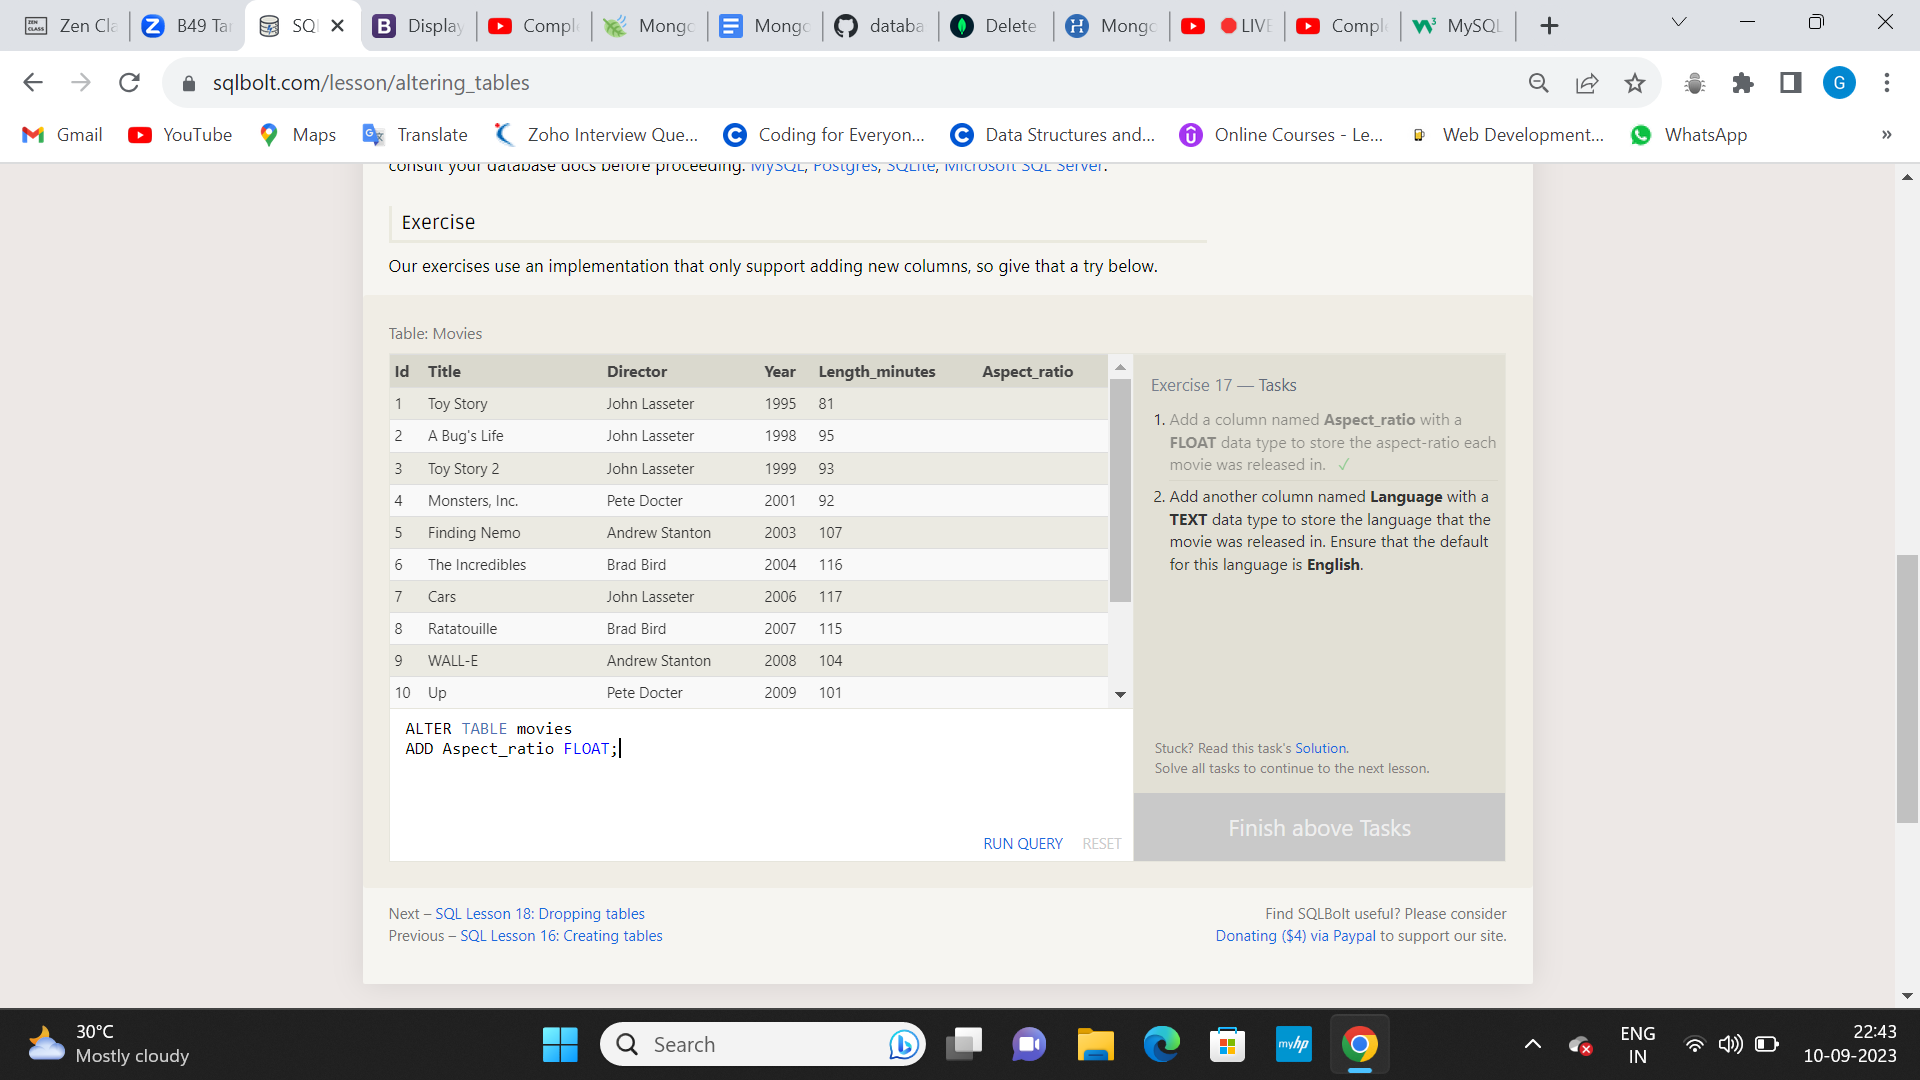 Zen Cla
B49 Tar
SQ
Display
Compl
Mongo
Mongo
databa
Delete
Mongo
LIVE
Compl
MySQL
sqlbolt.com/lesson/altering_tables
G
Gmail
YouTube
Maps
Translate
Zoho Interview Que...
Coding for Everyon...
Data Structures and...
Online Courses - Le...
Web Development...
WhatsApp
»
consult your database docs before proceeding: MySQL, Postgres, SQLite, Microsoft SQL Server.
Exercise
Our exercises use an implementation that only support adding new columns, so give that a try below.
Table: Movies
Id Title Director Year Length_minutes Aspect_ratio
1 Toy Story John Lasseter 1995 81
2 A Bug's Life John Lasseter 1998 95
3 Toy Story 2 John Lasseter 1999 93
4 Monsters, Inc. Pete Docter 2001 92
5 Finding Nemo Andrew Stanton 2003 107
6 The Incredibles Brad Bird 2004 116
7 Cars John Lasseter 2006 117
8 Ratatouille Brad Bird 2007 115
9 WALL-E Andrew Stanton 2008 104
10 Up Pete Docter 2009 101
ALTER TABLE movies
ADD Aspect_ratio FLOAT;
RUN QUERY RESET
Exercise 17 — Tasks
1. Add a column named Aspect_ratio with a
FLOAT data type to store the aspect-ratio each
movie was released in. ✓
2. Add another column named Language with a
TEXT data type to store the language that the
movie was released in. Ensure that the default
for this language is English.
Stuck? Read this task's Solution.
Solve all tasks to continue to the next lesson.
Finish above Tasks
Next – SQL Lesson 18: Dropping tables
Previous – SQL Lesson 16: Creating tables
Find SQLBolt useful? Please consider
Donating ($4) via Paypal to support our site.
30°C
Mostly cloudy
Search
myhp
ENG
IN
22:43
10-09-2023